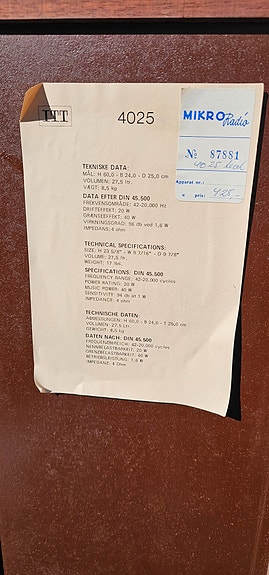 TTT 4025
MIKRO Radio
№ 87881
4025
Apparat nr.:
pris: 425,-
TEKNISKE DATA:
MÅL: H 60,0 - B 24,0 - D 25,0 cm
VOLUMEN: 27,5 ltr.
VÆGT: 8,5 kg
DATA EFTER DIN 45.500
FREKVENSOMRÅDE: 42-20,000 Hz
DRIFTEFFEKT: 20 W
GRÆNSEEFFEKT: 40 W
VIRKNINGSGRAD: 96 db ved 1,6 W
IMPEDANS: 4 ohm
TECHNICAL SPECIFICATIONS:
SIZE: H 23 5/8" - W 9 7/16" - D 9 7/8"
VOLUME: 27,5 ltr.
WEIGHT: 17 lbs.
SPECIFICATIONS: DIN 45.500
FREQUENCY RANGE: 42-20,000 cycles
POWER RATING: 20 W
MUSIC POWER: 40 W
SENSITIVITY: 94 db at 1 W
IMPEDANCE: 4 ohm
TECHNISCHE DATEN:
ABMESSUNGEN: H 60,0 - B 24,0 - T 25,0 cm
VOLUMEN: 27,5 Ltr.
GEWICHT: 8,5 kg
DATEN NACH: DIN 45.500
FREQUENZBEREICH: 42-20,000 cycles
NENNBELASTBARKEIT: 20 W
GRENZBELASTBARKEIT: 40 W
BETRIEBSLEISTUNG: 1,6 W
IMPEDANZ: 4 Ohm